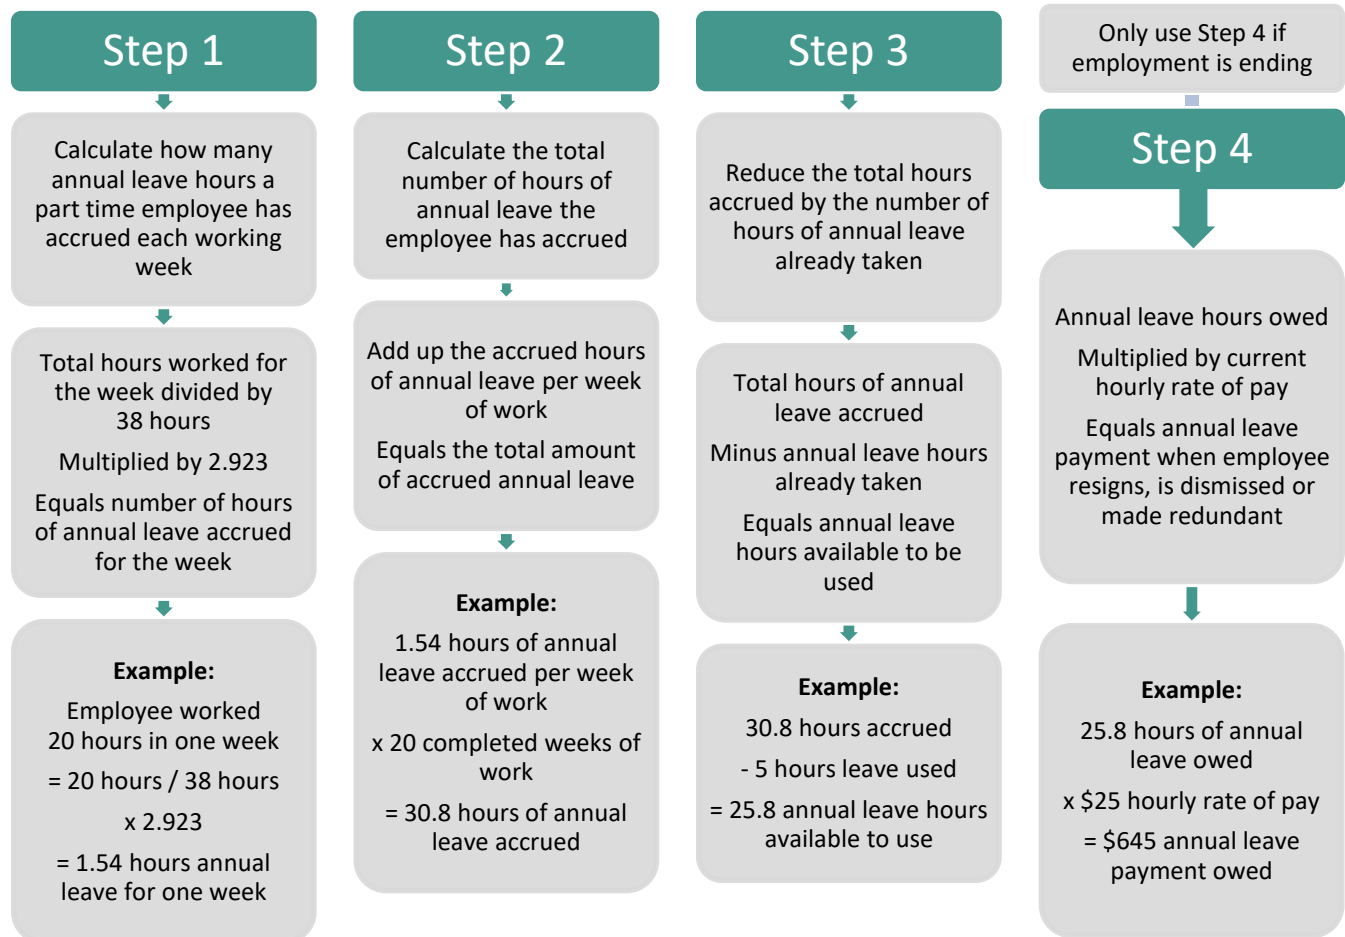 Step 1
Calculate how many
annual leave hours a
part time employee has
accrued each working
week
Total hours worked for
the week divided by
38 hours
Multiplied by 2.923
Equals number of hours
of annual leave accrued
for the week
Example:
Employee worked
20 hours in one week
= 20 hours / 38 hours
x 2.923
= 1.54 hours annual
leave for one week
Step 2
Calculate the total
number of hours of
annual leave the
employee has accrued
Add up the accrued hours
of annual leave per week
of work
Equals the total amount
of accrued annual leave
Example:
1.54 hours of annual
leave accrued per week
of work
x 20 completed weeks of
work
= 30.8 hours of annual
leave accrued
Step 3
Reduce the total hours
accrued by the number of
hours of annual leave
already taken
Total hours of annual
leave accrued
Minus annual leave hours
already taken
Equals annual leave
hours available to be
used
Example:
30.8 hours accrued
- 5 hours leave used
= 25.8 annual leave hours
available to use
Only use Step 4 if
employment is ending
Step 4
Annual leave hours owed
Multiplied by current
hourly rate of pay
Equals annual leave
payment when employee
resigns, is dismissed or
made redundant
Example:
25.8 hours of annual
leave owed
x $25 hourly rate of pay
= $645 annual leave
payment owed